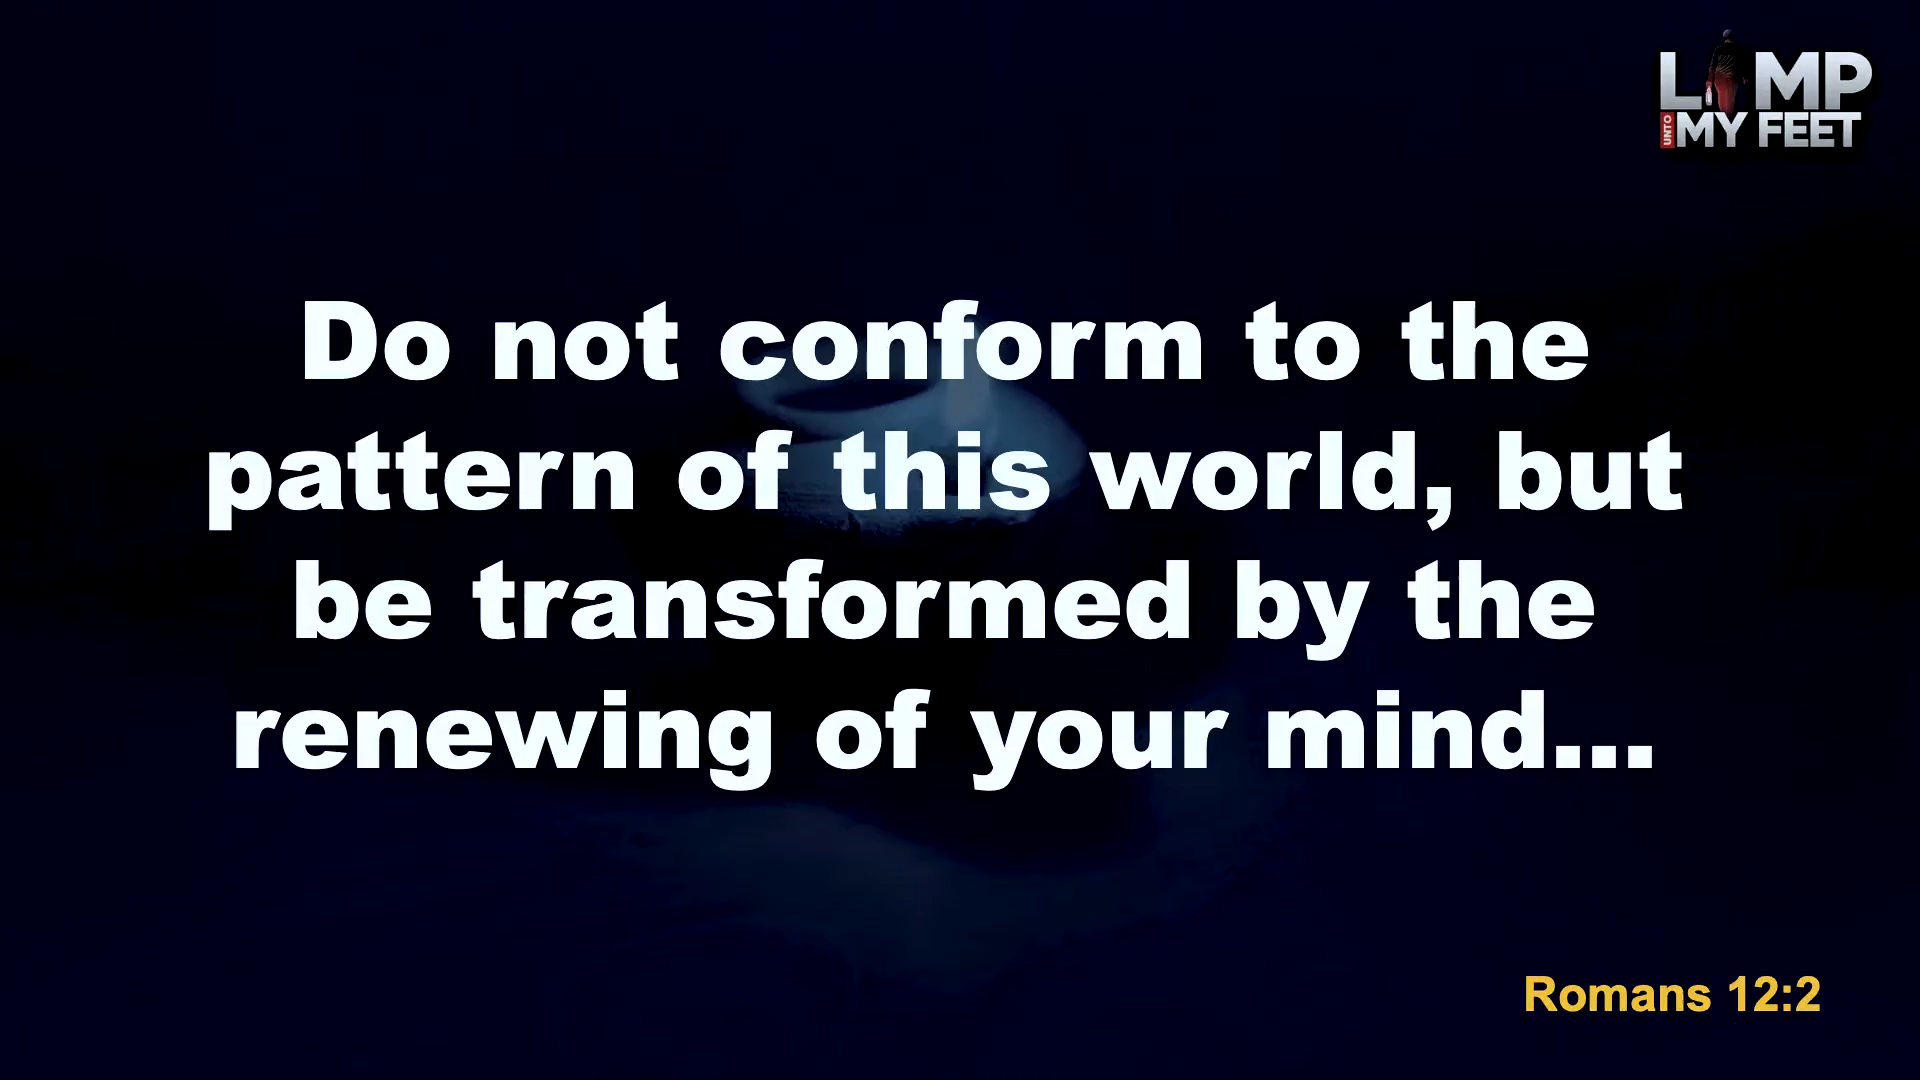 L MP
UNTO MY FEET
Do not conform to the
pattern of this world, but
be transformed by the
renewing of your mind...
Romans 12:2